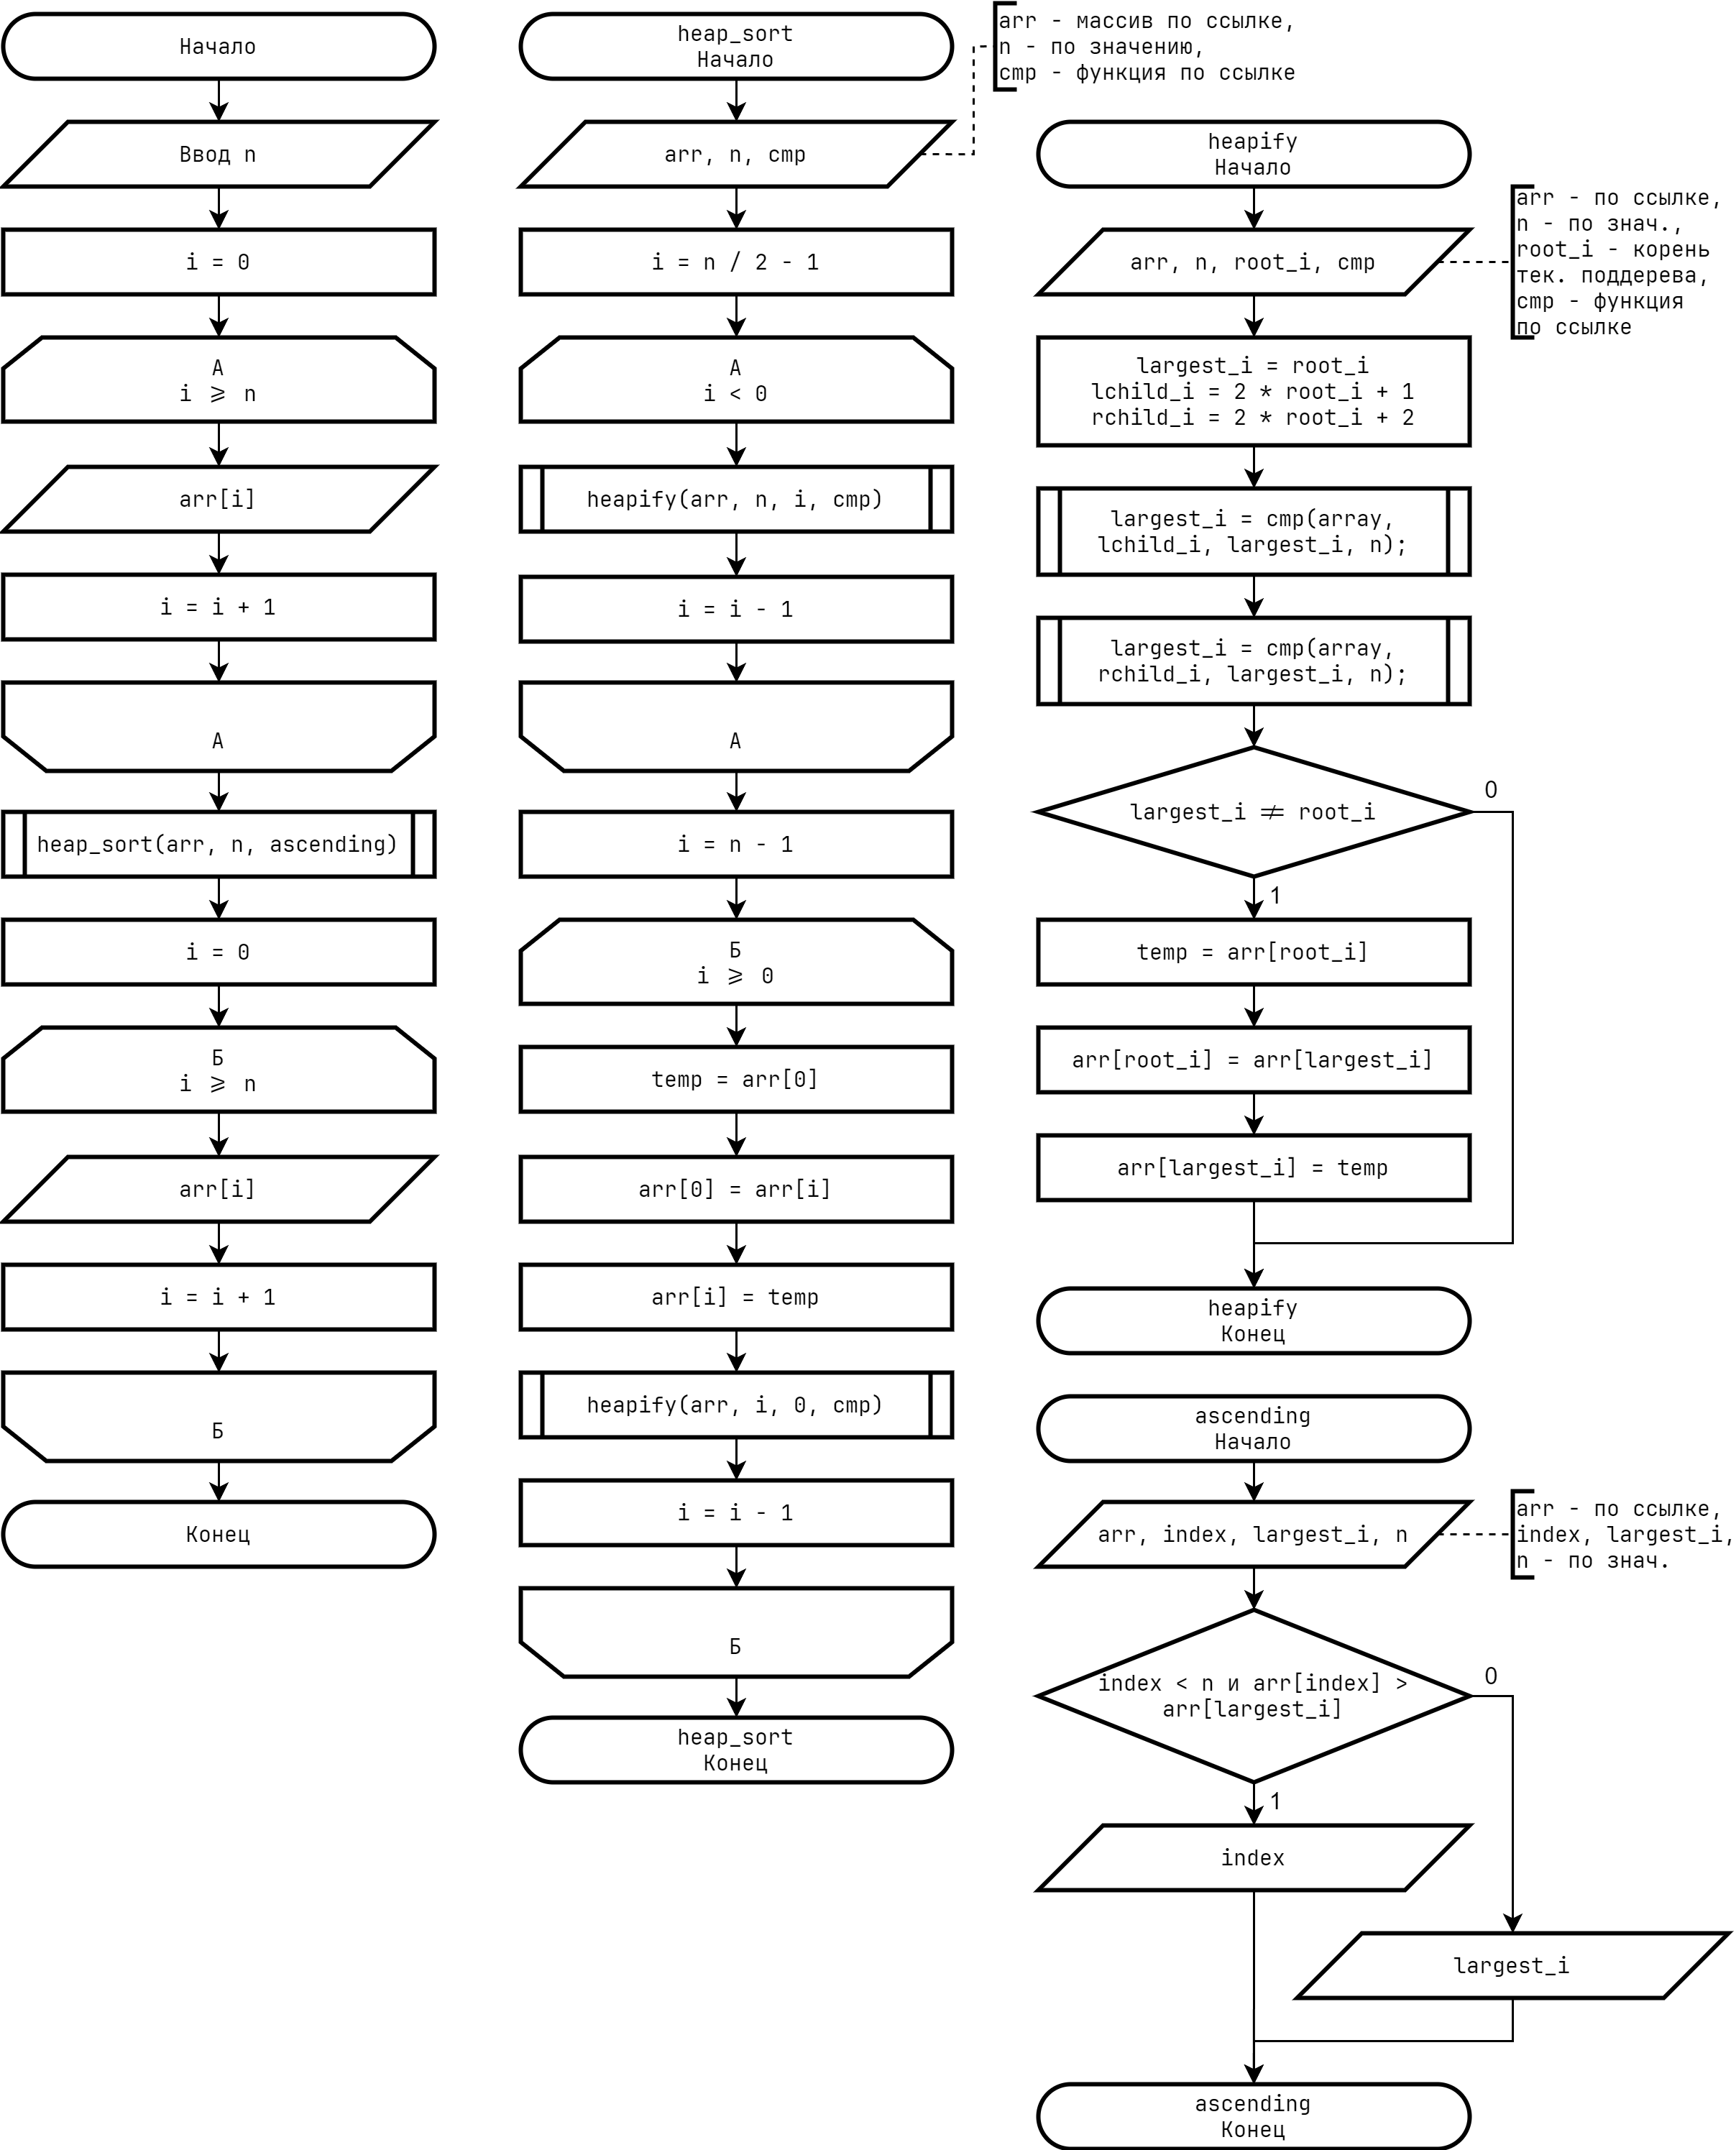 Начало
Ввод n
i = 0
А
i ⩾ n
arr[i]
i = i + 1
А
heap_sort(arr, n, ascending)
i = 0
Б
i ⩾ n
arr[i]
i = i + 1
Б
Конец
heap_sort
Начало
arr - массив по ссылке,
n - по значению,
cmp - функция по ссылке
arr, n, cmp
i = n / 2 - 1
А
i < 0
heapify(arr, n, i, cmp)
i = i - 1
А
i = n - 1
Б
i ⩾ 0
temp = arr[0]
arr[0] = arr[i]
arr[i] = temp
heapify(arr, i, 0, cmp)
i = i - 1
Б
heap_sort
Конец
heapify
Начало
arr, n, root_i, cmp
arr - по ссылке,
n - по знач.,
root_i - корень
тек. поддерева,
cmp - функция
по ссылке
largest_i = root_i
lchild_i = 2 * root_i + 1
rchild_i = 2 * root_i + 2
largest_i = cmp(array,
lchild_i, largest_i, n);
largest_i = cmp(array,
rchild_i, largest_i, n);
largest_i ≠ root_i
0
1
temp = arr[root_i]
arr[root_i] = arr[largest_i]
arr[largest_i] = temp
heapify
Конец
ascending
Начало
arr, index, largest_i, n
arr - по ссылке,
index, largest_i,
n - по знач.
index < n и arr[index] >
arr[largest_i]
0
1
index
largest_i
ascending
Конец